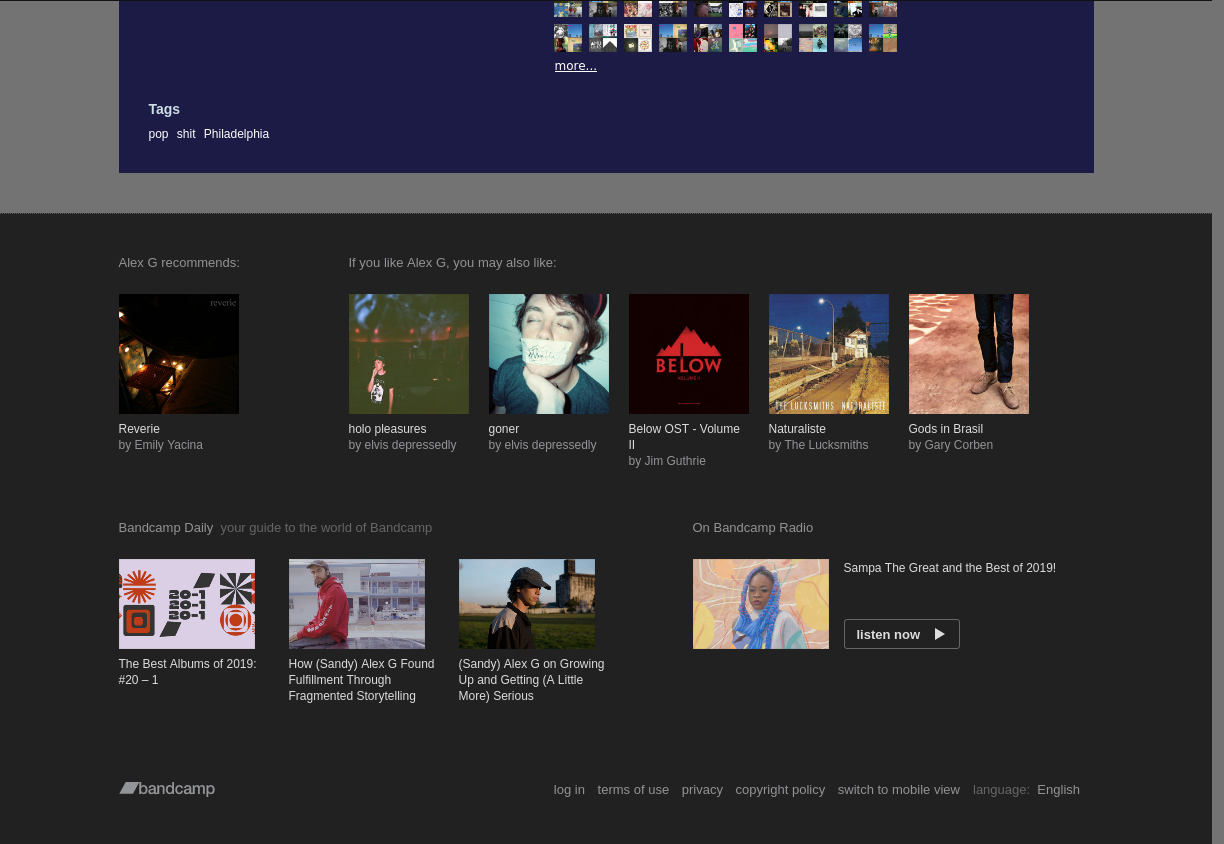 more...
Tags
pop shit Philadelphia
Alex G recommends:
If you like Alex G, you may also like:
reverie
BELOW
VOLUME II
THE LUCKSMITHS NATURALISTE
Reverie
by Emily Yacina
holo pleasures
by elvis depressedly
goner
by elvis depressedly
Below OST - Volume
II
by Jim Guthrie
Naturaliste
by The Lucksmiths
Gods in Brasil
by Gary Corben
Bandcamp Daily your guide to the world of Bandcamp
On Bandcamp Radio
20-1
20-1
20-1
The Best Albums of 2019:
#20 – 1
How (Sandy) Alex G Found
Fulfillment Through
Fragmented Storytelling
(Sandy) Alex G on Growing
Up and Getting (A Little
More) Serious
Sampa The Great and the Best of 2019!
listen now
bandcamp
log in terms of use privacy copyright policy switch to mobile view language: English